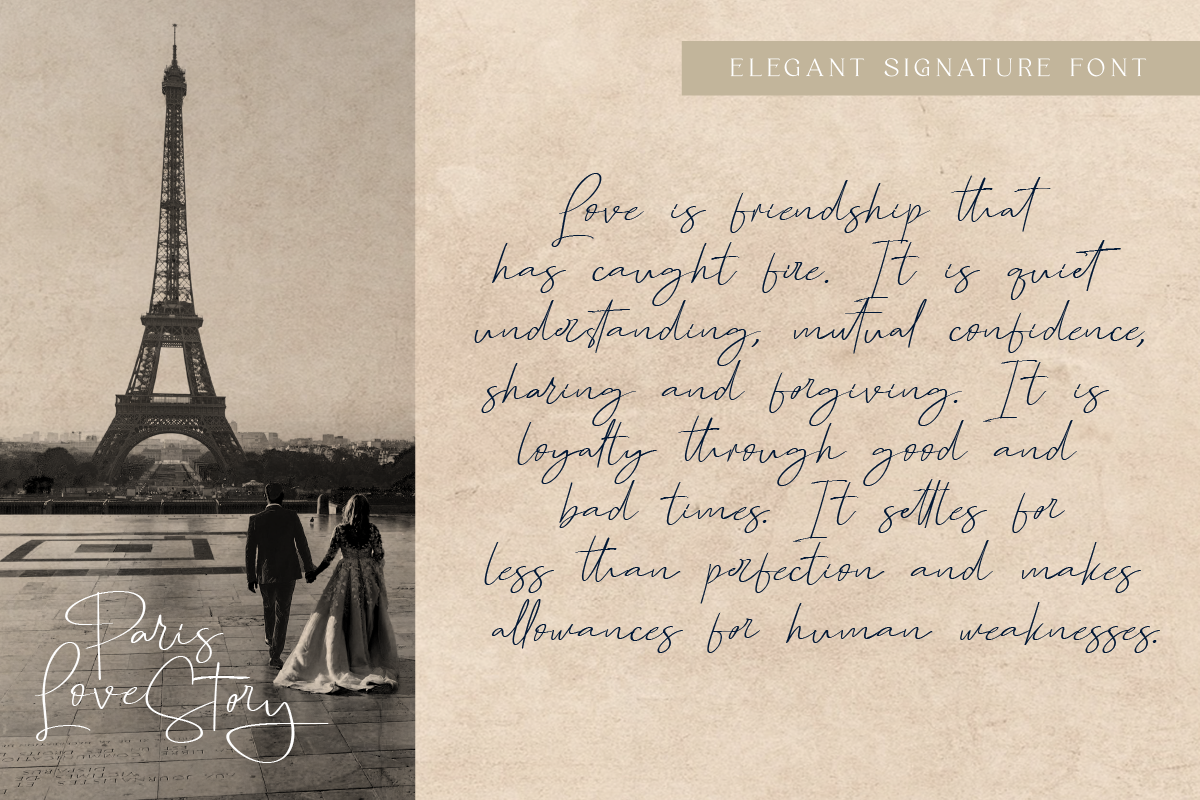 ELEGANT SIGNATURE FONT
Love is friendship that
has caught fire. It is quiet
understanding, mutual confidence,
sharing and forgiving. It is
loyalty through good and
bad times. It settles for
less than perfection and makes
allowances for human weaknesses.
Paris
Love Story